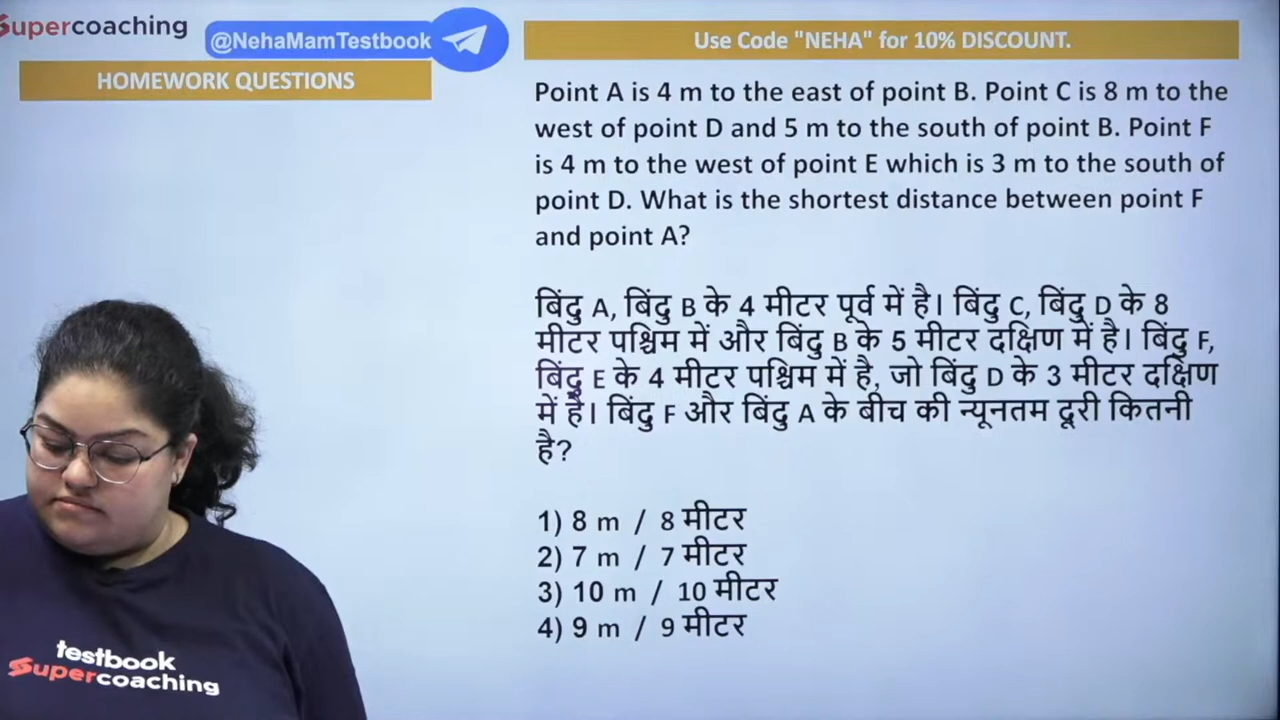 Supercoaching
@NehaMamTestbook
Use Code "NEHA" for 10% DISCOUNT.
HOMEWORK QUESTIONS
Point A is 4 m to the east of point B. Point C is 8 m to the
west of point D and 5 m to the south of point B. Point F
is 4 m to the west of point E which is 3 m to the south of
point D. What is the shortest distance between point F
and point A?
बिंदु A, बिंदु B के 4 मीटर पूर्व में है। बिंदु C, बिंदु D के 8
मीटर पश्चिम में और बिंदु B के 5 मीटर दक्षिण में है। बिंदु F,
बिंदु E के 4 मीटर पश्चिम में है, जो बिंदु D के 3 मीटर दक्षिण
में है। बिंदु F और बिंदु A के बीच की न्यूनतम दूरी कितनी
है?
1) 8 m / 8 मीटर
2) 7 m / 7 मीटर
3) 10 m / 10 मीटर
4) 9 m / 9 मीटर
testbook
Supercoaching